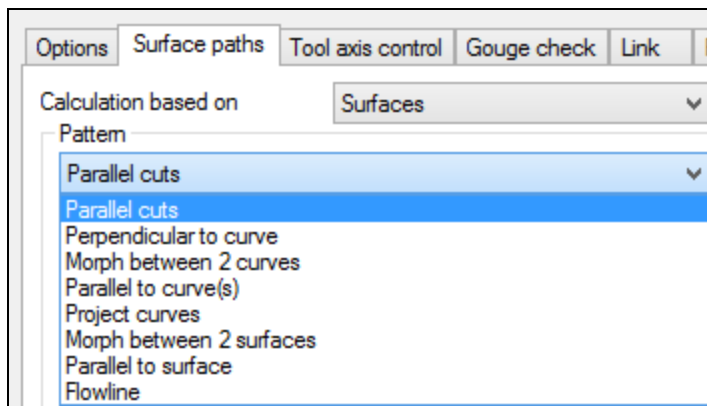 Options Surface paths Tool axis control Gouge check Link
Calculation based on Surfaces
Pattern
Parallel cuts
Parallel cuts
Perpendicular to curve
Morph between 2 curves
Parallel to curve(s)
Project curves
Morph between 2 surfaces
Parallel to surface
Flowline